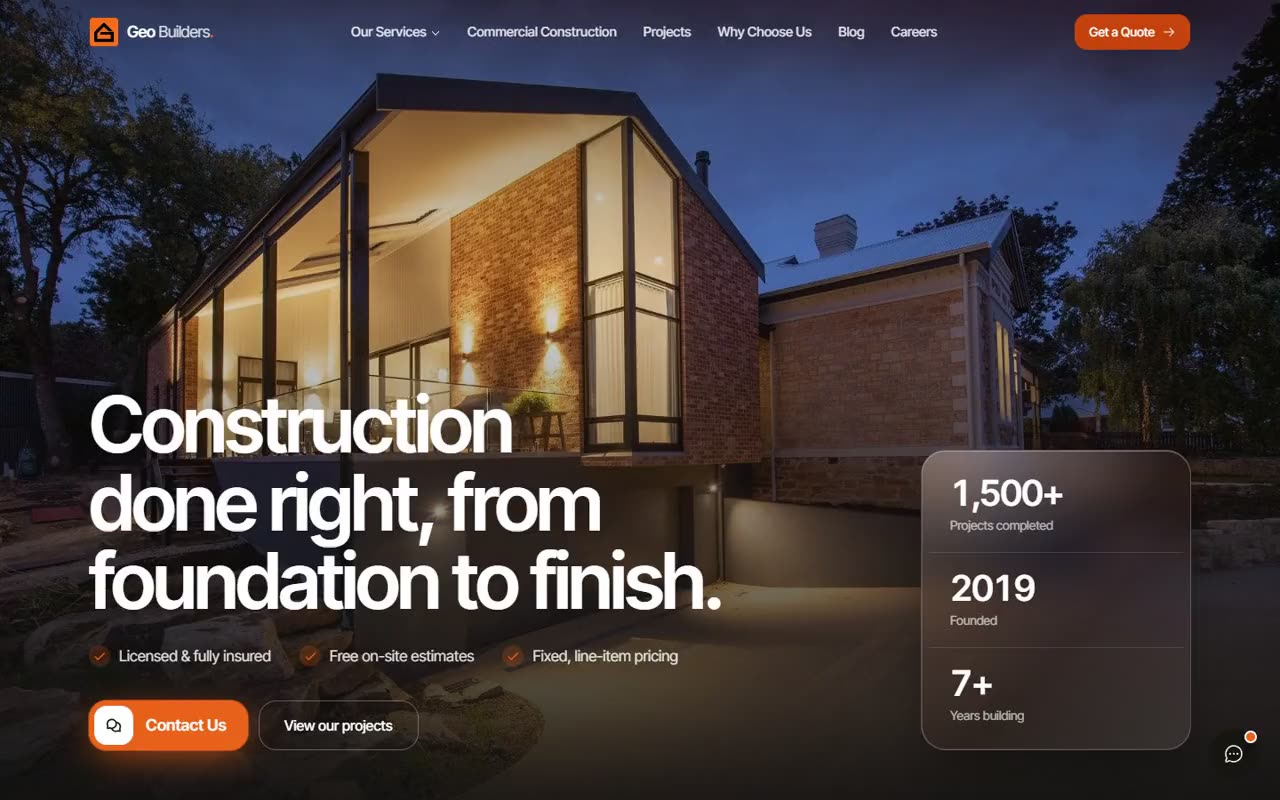 Geo Builders.
Our Services
Commercial Construction
Projects
Why Choose Us
Blog
Careers
Get a Quote
Construction
done right, from
foundation to finish.
Licensed & fully insured
Free on-site estimates
Fixed, line-item pricing
Contact Us
View our projects
1,500+
Projects completed
2019
Founded
7+
Years building